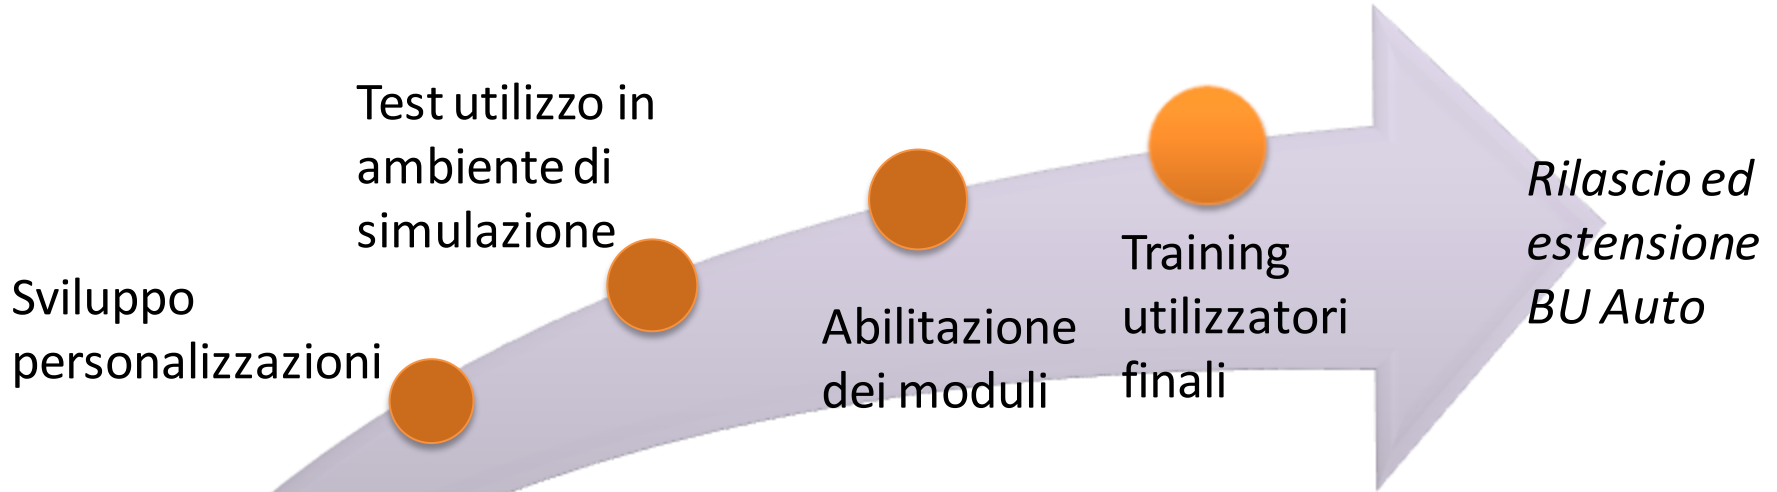 Sviluppo
personalizzazioni
Test utilizzo in
ambiente di
simulazione
Abilitazione
dei moduli
Training
utilizzatori
finali
Rilascio ed
estensione
BU Auto